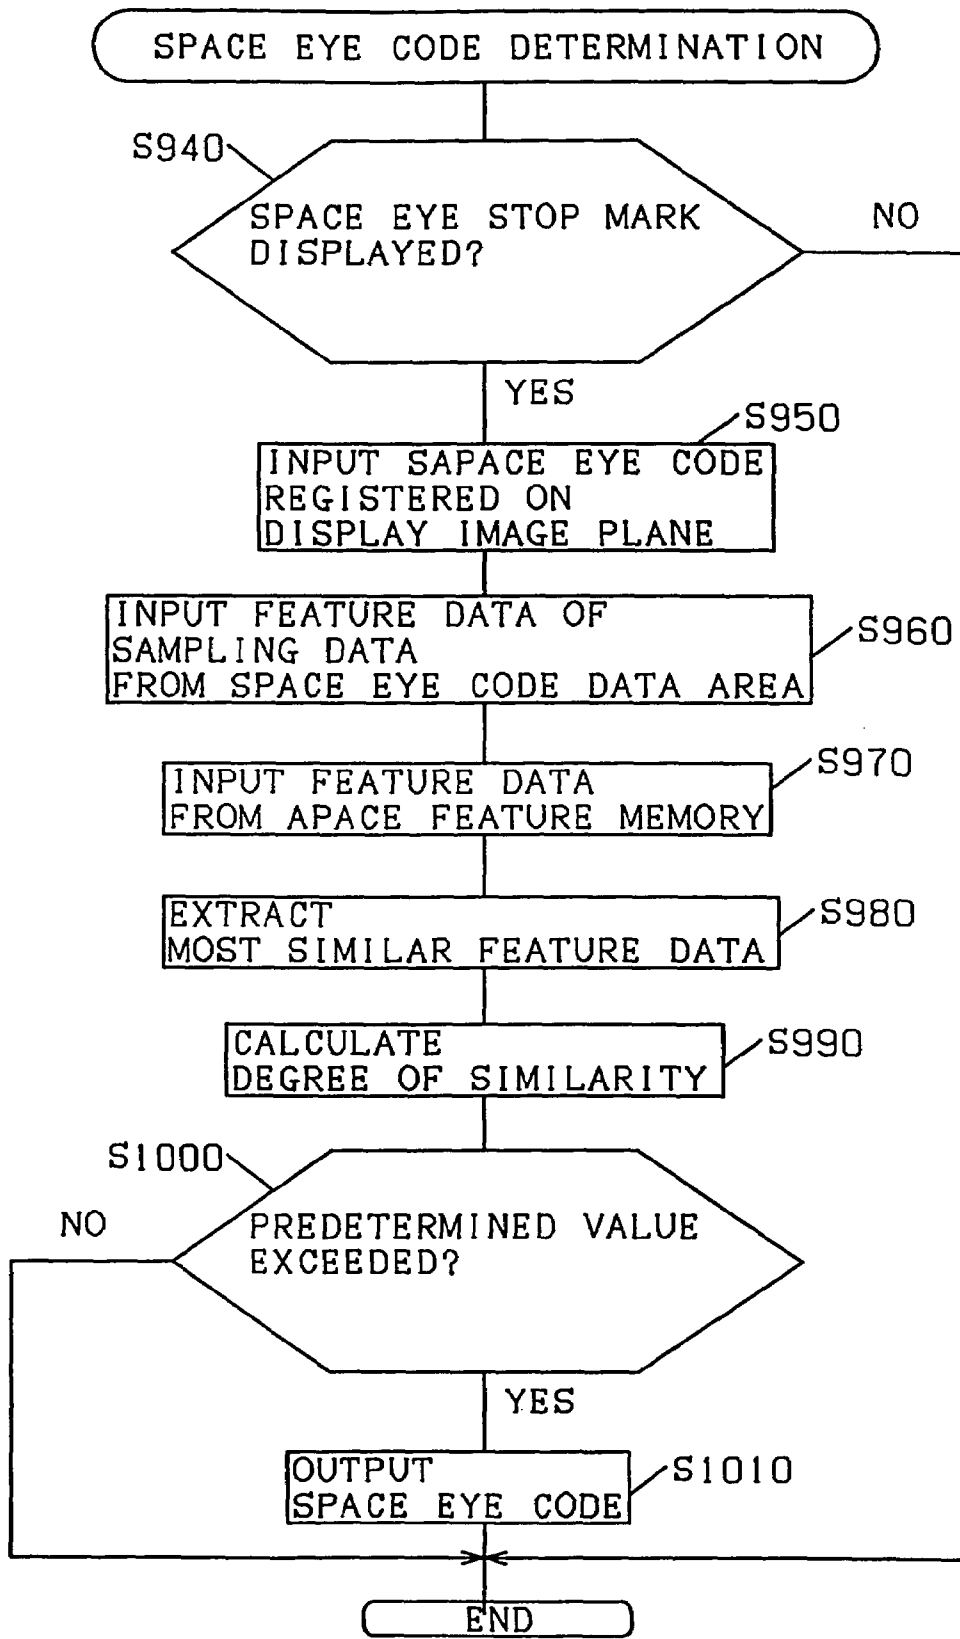 SPACE EYE CODE DETERMINATION
S940
SPACE EYE STOP MARK
DISPLAYED?
NO
YES
S950
INPUT SAPACE EYE CODE
REGISTERED ON
DISPLAY IMAGE PLANE
INPUT FEATURE DATA OF
SAMPLING DATA
FROM SPACE EYE CODE DATA AREA
S960
S970
INPUT FEATURE DATA
FROM APACE FEATURE MEMORY
EXTRACT
MOST SIMILAR FEATURE DATA
S980
CALCULATE
DEGREE OF SIMILARITY
S990
S1000
NO
PREDETERMINED VALUE
EXCEEDED?
YES
OUTPUT
SPACE EYE CODE
S1010
END